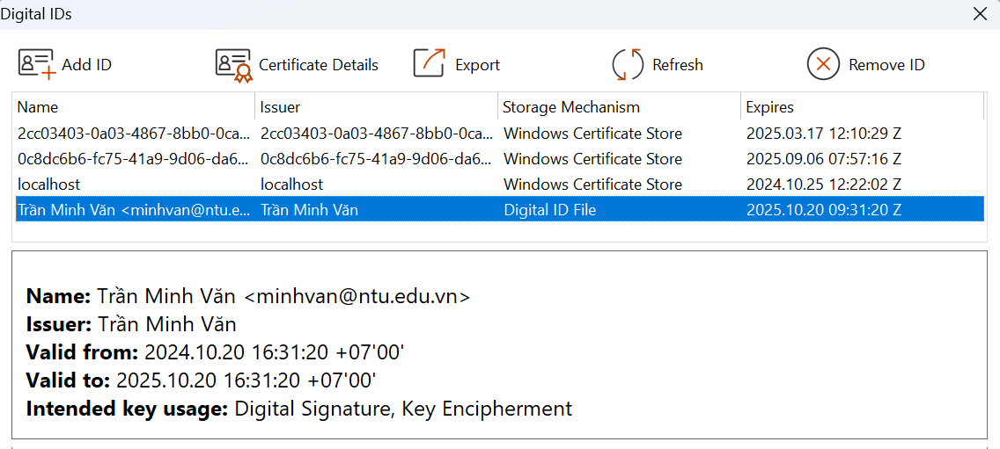 Digital IDs
Add ID Certificate Details Export Refresh Remove ID
Name Issuer Storage Mechanism Expires
2cc03403-0a03-4867-8bb0-0ca... 2cc03403-0a03-4867-8bb0-0ca... Windows Certificate Store 2025.03.17 12:10:29 Z
0c8dc6b6-fc75-41a9-9d06-da6... 0c8dc6b6-fc75-41a9-9d06-da6... Windows Certificate Store 2025.09.06 07:57:16 Z
localhost localhost Windows Certificate Store 2024.10.25 12:22:02 Z
Trần Minh Văn <minhvan@ntu.e... Trần Minh Văn Digital ID File 2025.10.20 09:31:20 Z
Name: Trần Minh Văn <minhvan@ntu.edu.vn>
Issuer: Trần Minh Văn
Valid from: 2024.10.20 16:31:20 +07'00'
Valid to: 2025.10.20 16:31:20 +07'00'
Intended key usage: Digital Signature, Key Encipherment